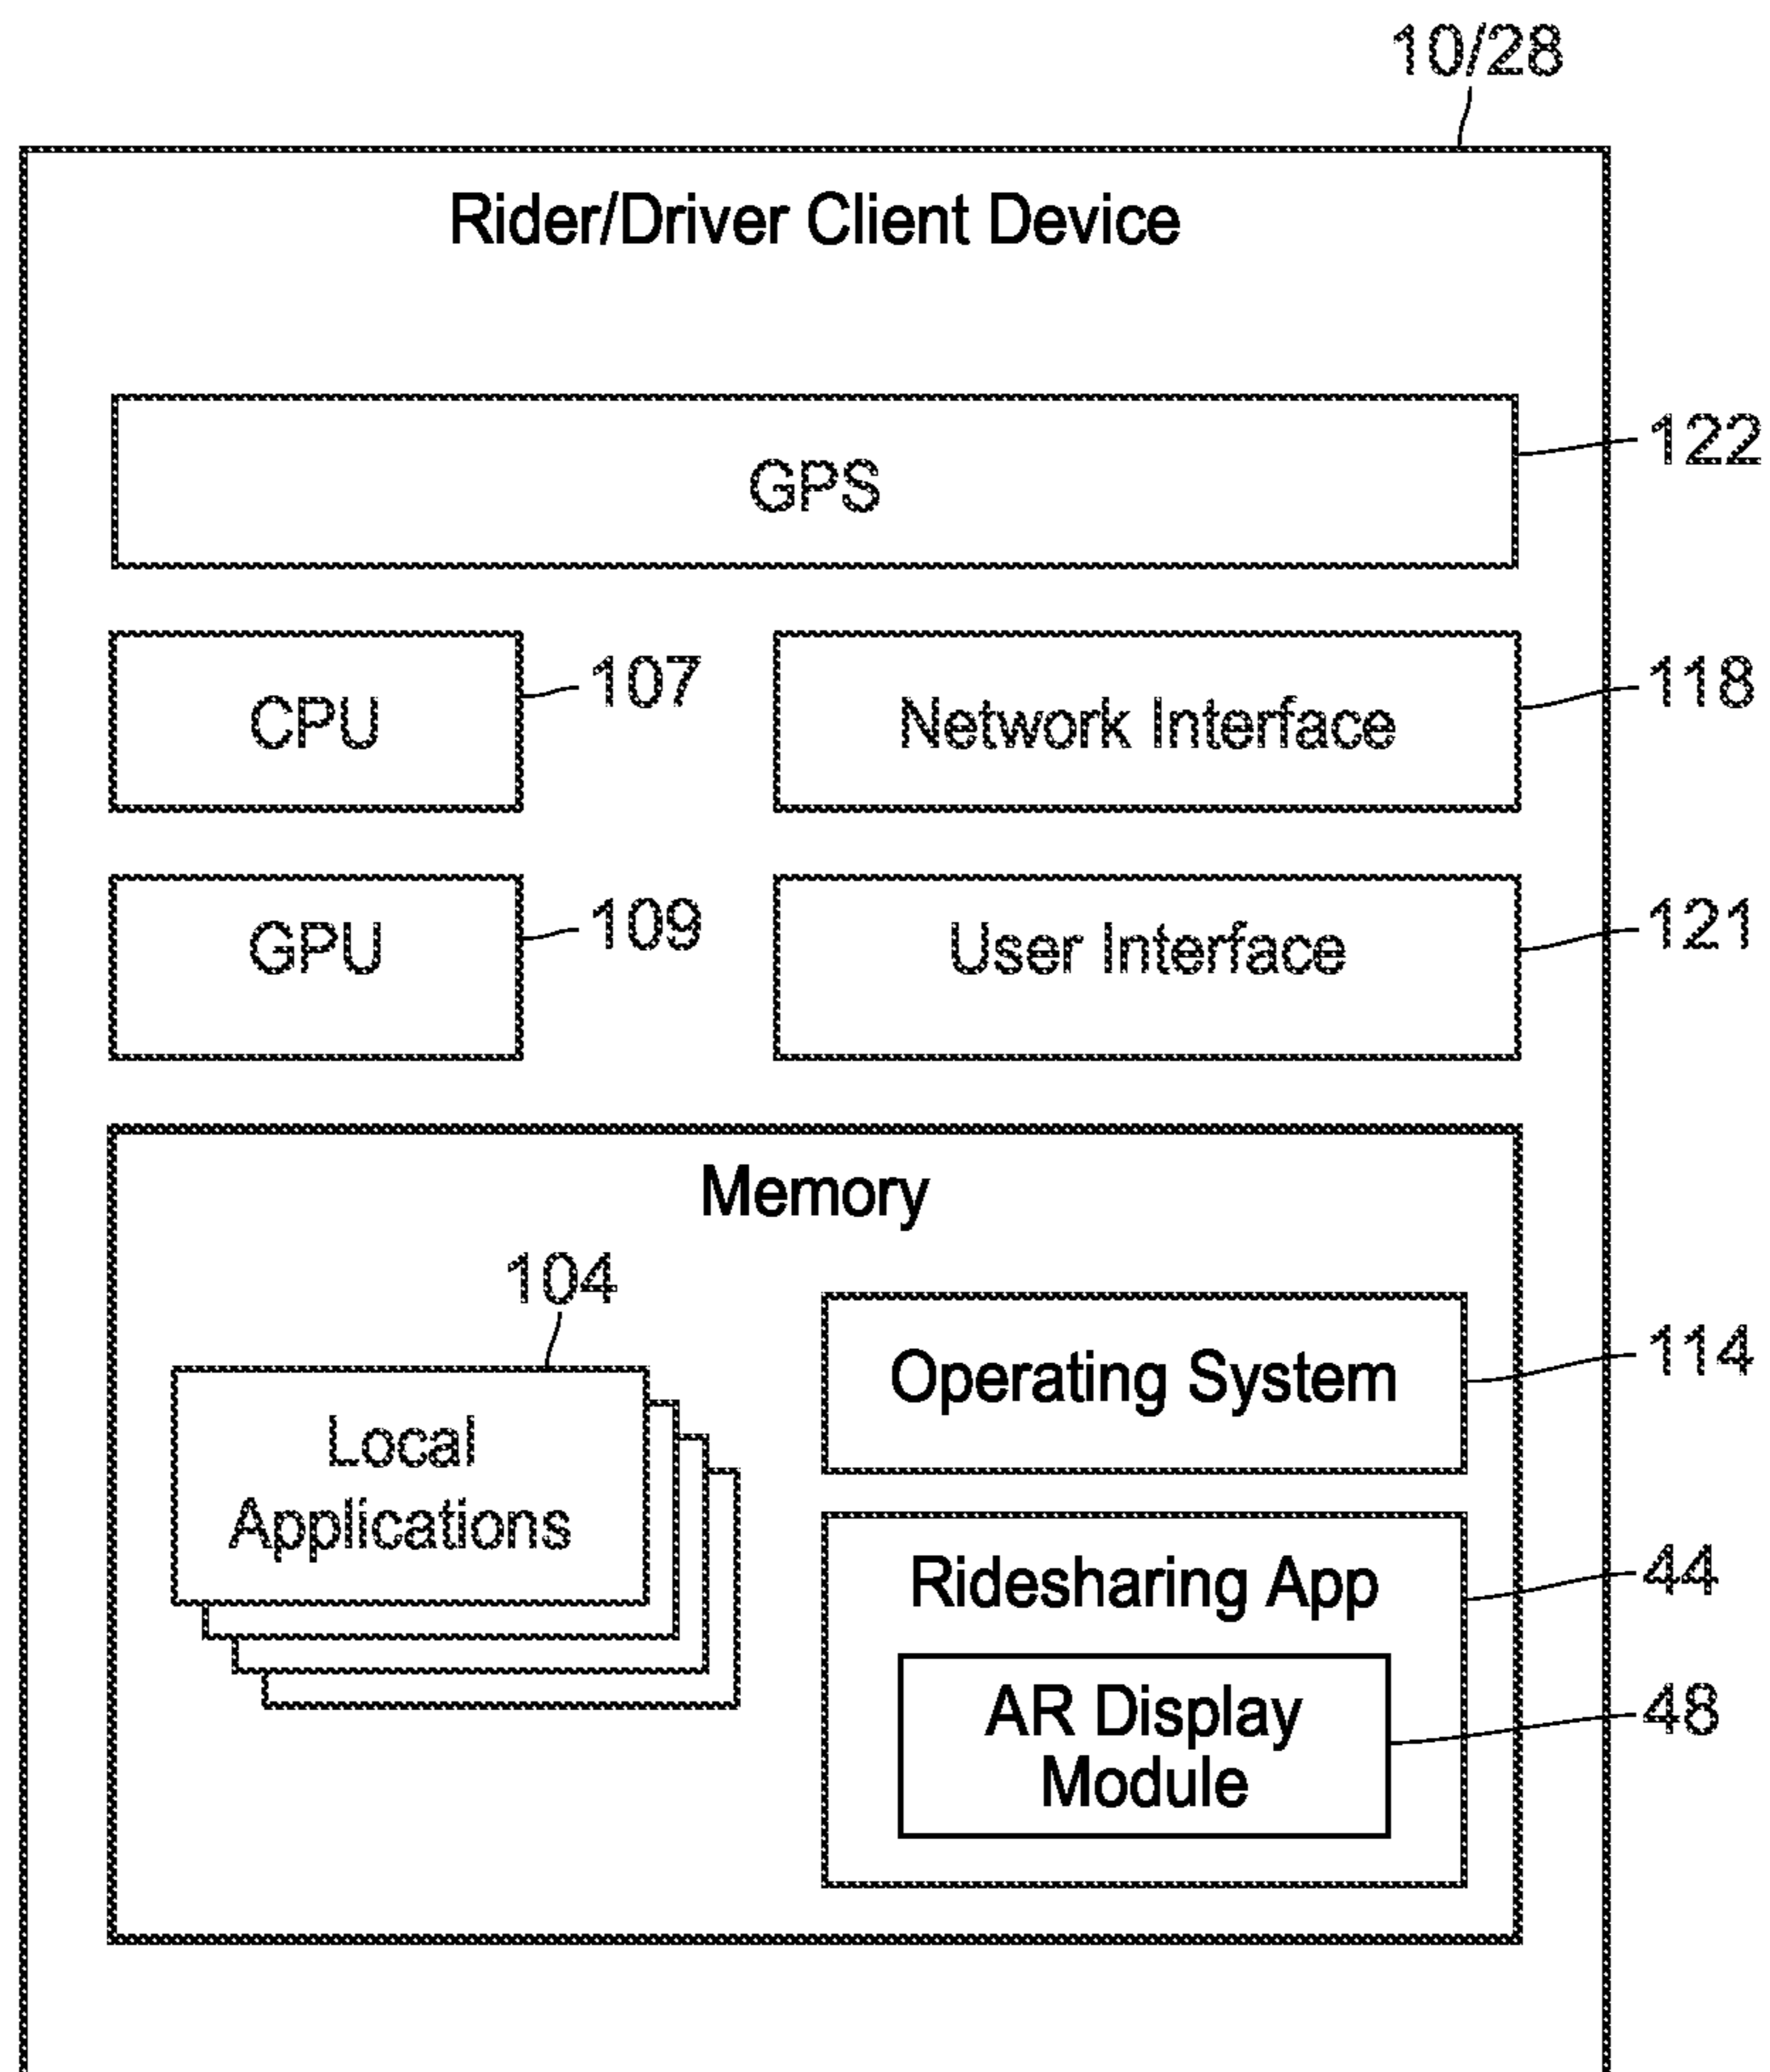 10/28
Rider/Driver Client Device
GPS
122
CPU
107
Network Interface
118
GPU
109
User Interface
121
Memory
104
Local
Applications
Operating System
114
Ridesharing App
44
AR Display
Module
48